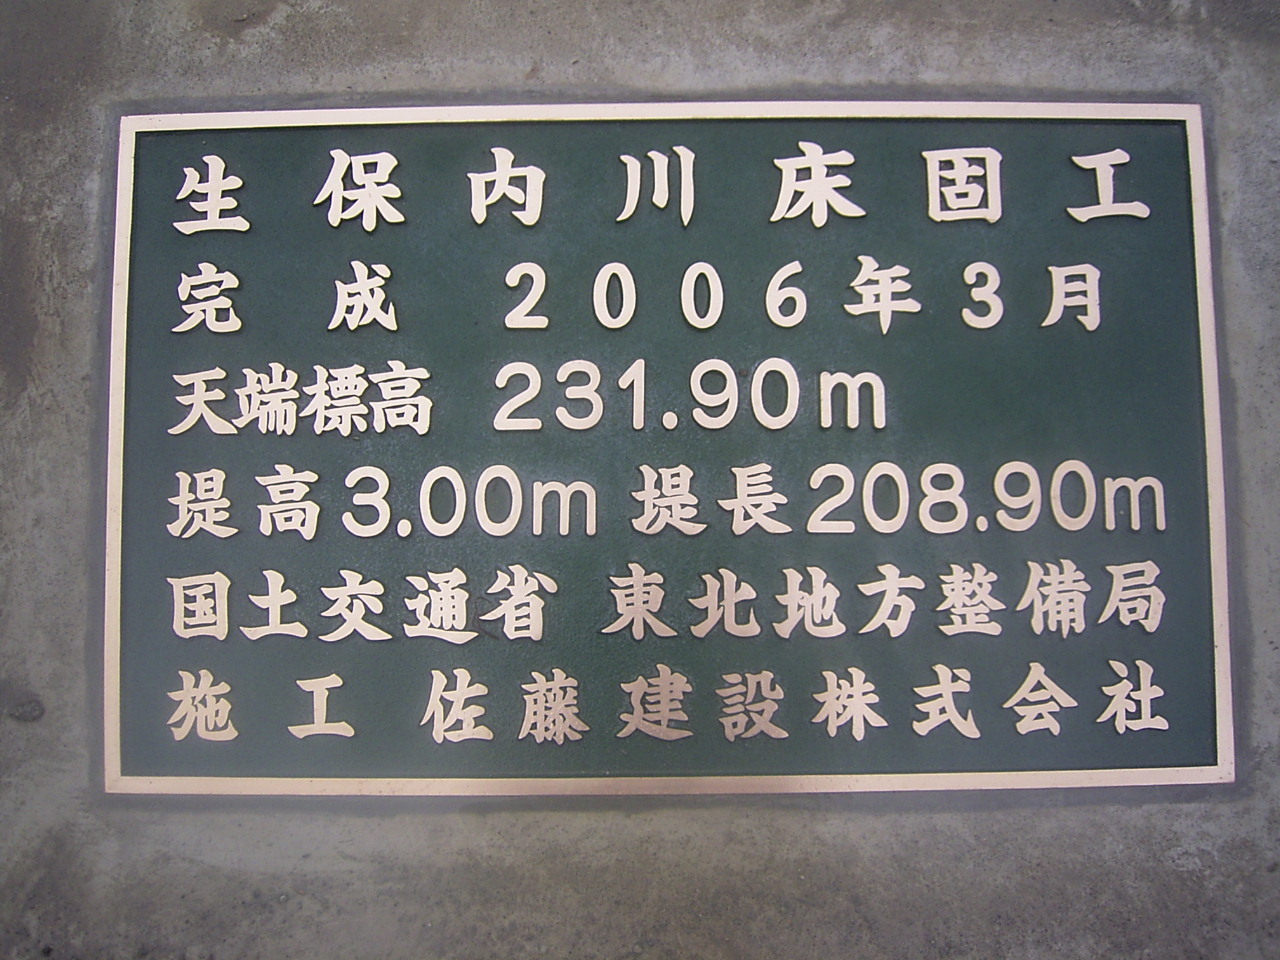 生保内川床固工
完成 2006年3月
天端標高 231.90m
堤高3.00m 堤長208.90m
国土交通省 東北地方整備局
施工 佐藤建設株式会社